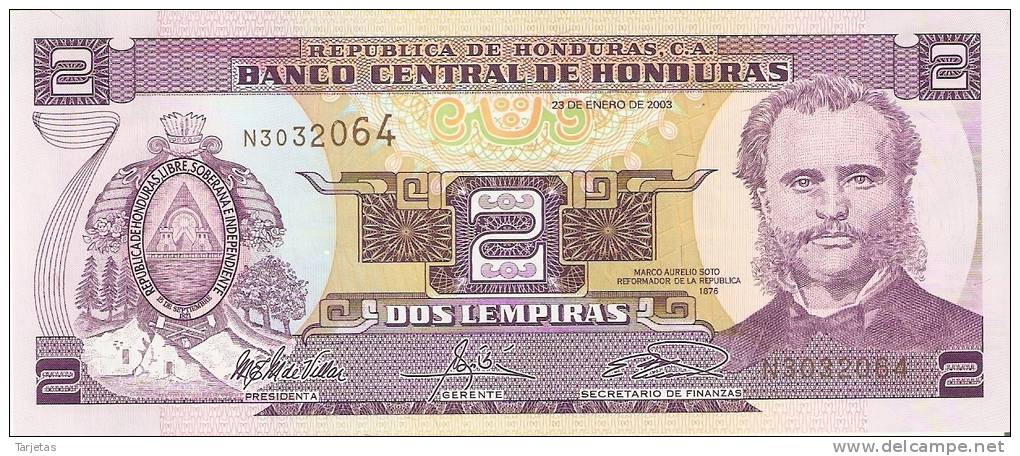 2
2
REPUBLICA DE HONDURAS, C.A.
BANCO CENTRAL DE HONDURAS
23 DE ENERO DE 2003
N3032064
REPUBLICA DE HONDURAS, LIBRE, SOBERANA E INDEPENDIENTE
15 DE SEPTIEMBRE
1821
2
MARCO AURELIO SOTO
REFORMADOR DE LA REPUBLICA
1876
DOS LEMPIRAS
2
N3032064
2
PRESIDENTA
GERENTE
SECRETARIO DE FINANZAS
Tarjetas
www.delcampe.net